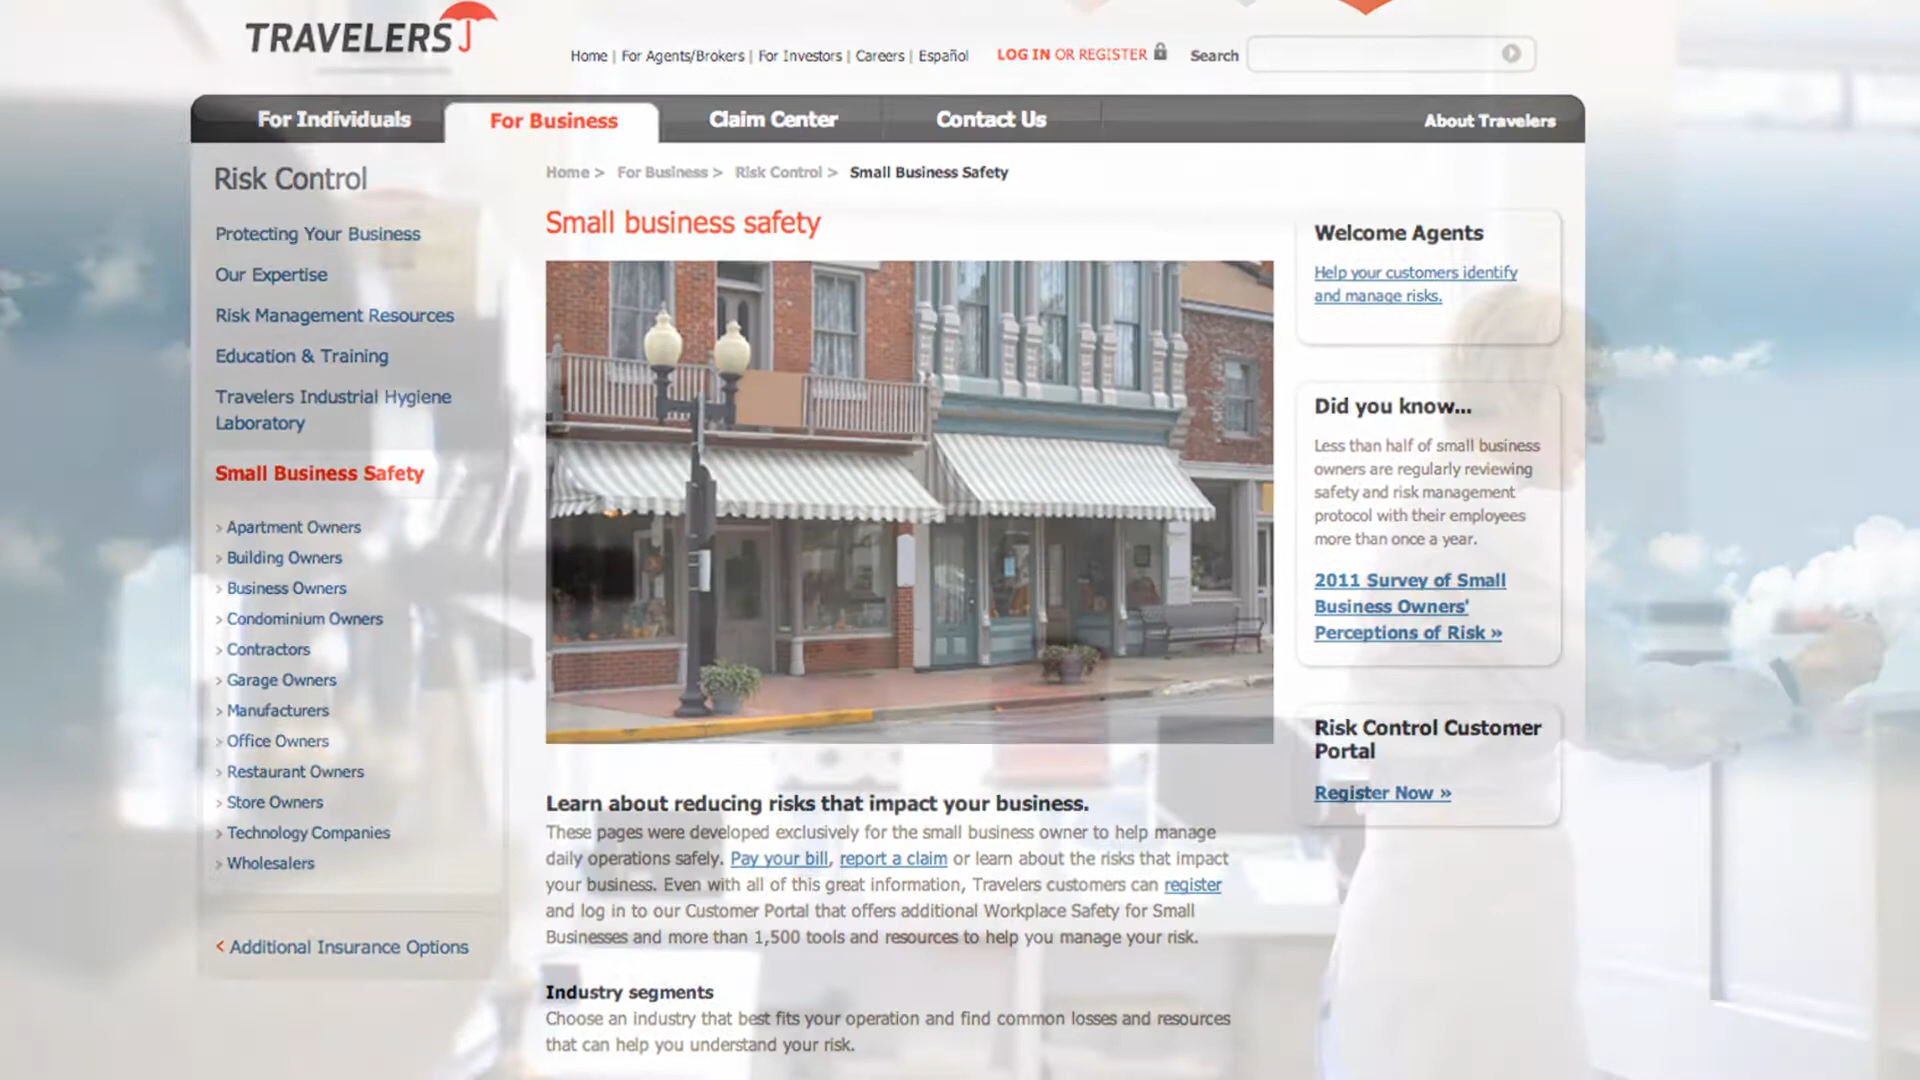 TRAVELERS
Home | For Agents/Brokers | For Investors | Careers | Español
LOG IN OR REGISTER
Search
For Individuals
For Business
Claim Center
Contact Us
About Travelers
Risk Control
Protecting Your Business
Our Expertise
Risk Management Resources
Education & Training
Travelers Industrial Hygiene
Laboratory
Small Business Safety
> Apartment Owners
> Building Owners
> Business Owners
> Condominium Owners
> Contractors
> Garage Owners
> Manufacturers
> Office Owners
> Restaurant Owners
> Store Owners
> Technology Companies
> Wholesalers
< Additional Insurance Options
Home > For Business > Risk Control > Small Business Safety
Small business safety
Learn about reducing risks that impact your business.
These pages were developed exclusively for the small business owner to help manage
daily operations safely. Pay your bill, report a claim or learn about the risks that impact
your business. Even with all of this great information, Travelers customers can register
and log in to our Customer Portal that offers additional Workplace Safety for Small
Businesses and more than 1,500 tools and resources to help you manage your risk.
Industry segments
Choose an industry that best fits your operation and find common losses and resources
that can help you understand your risk.
Welcome Agents
Help your customers identify
and manage risks.
Did you know...
Less than half of small business
owners are regularly reviewing
safety and risk management
protocol with their employees
more than once a year.
2011 Survey of Small
Business Owners'
Perceptions of Risk »
Risk Control Customer
Portal
Register Now »